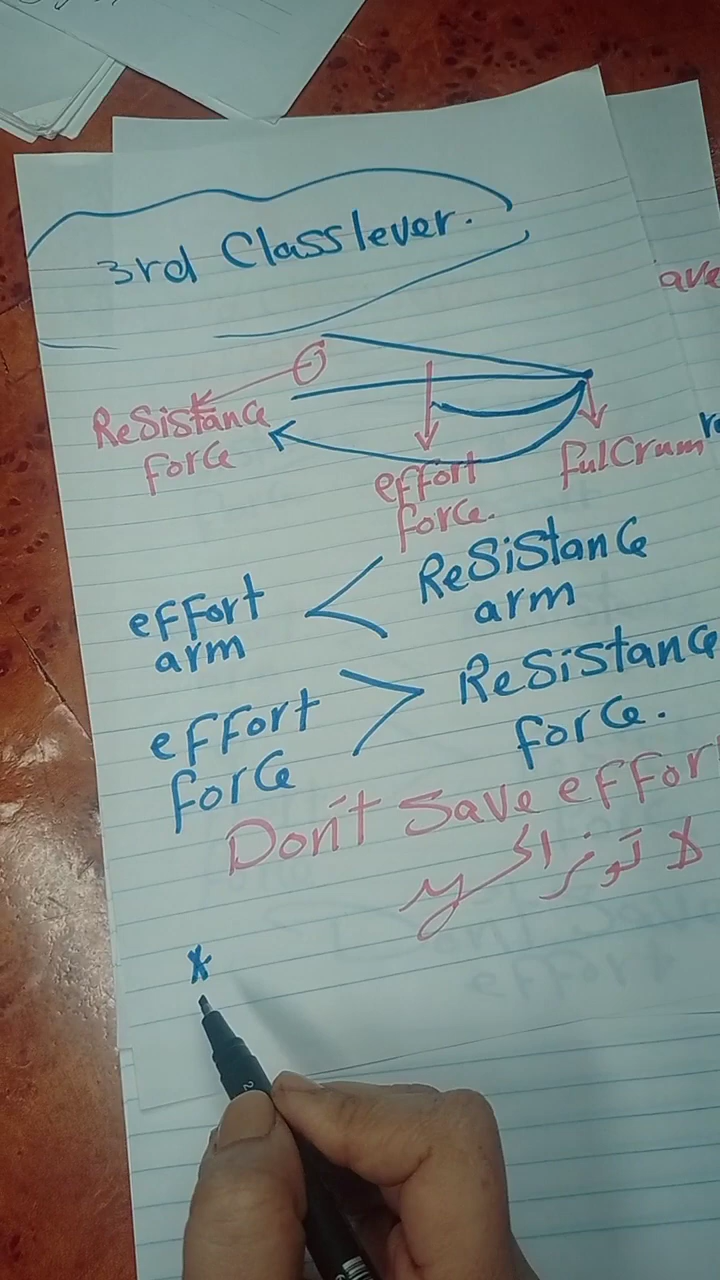 3rd Class lever.
Resistance
force
effort
force.
fulcrum
effort
arm
<
Resistance
arm
effort
force
>
Resistance
force.
Don't Save effort
لا توفر
ave